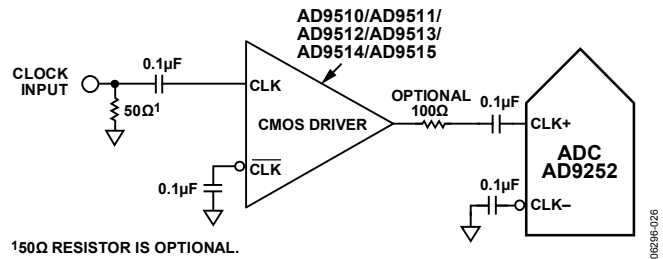 AD9510/AD9511/
AD9512/AD9513/
AD9514/AD9515
CLOCK
INPUT
0.1µF
50Ω¹
CLK
CMOS DRIVER
CLK
0.1µF
OPTIONAL
100Ω
0.1µF
CLK+
ADC
AD9252
0.1µF
CLK–
¹50Ω RESISTOR IS OPTIONAL.
06296-026